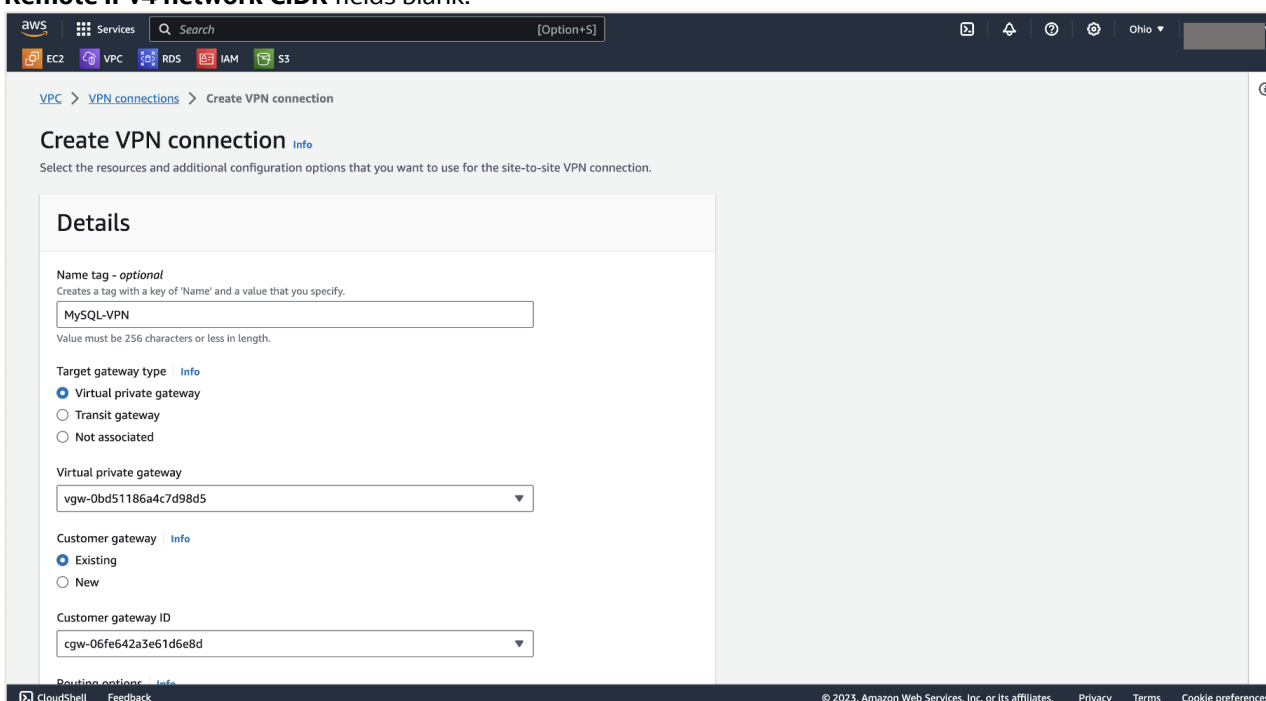 Remote IPv4 network CIDR fields blank.
aws Services Search [Option+S] Ohio
EC2 VPC RDS IAM S3
VPC > VPN connections > Create VPN connection
Create VPN connection Info
Select the resources and additional configuration options that you want to use for the site-to-site VPN connection.
Details
Name tag - optional
Creates a tag with a key of 'Name' and a value that you specify.
MySQL-VPN
Value must be 256 characters or less in length.
Target gateway type Info
Virtual private gateway
Transit gateway
Not associated
Virtual private gateway
vgw-0bd51186a4c7d98d5
Customer gateway Info
Existing
New
Customer gateway ID
cgw-06fe642a3e61d6e8d
Routing options Info
CloudShell Feedback © 2023, Amazon Web Services, Inc. or its affiliates. Privacy Terms Cookie preferences